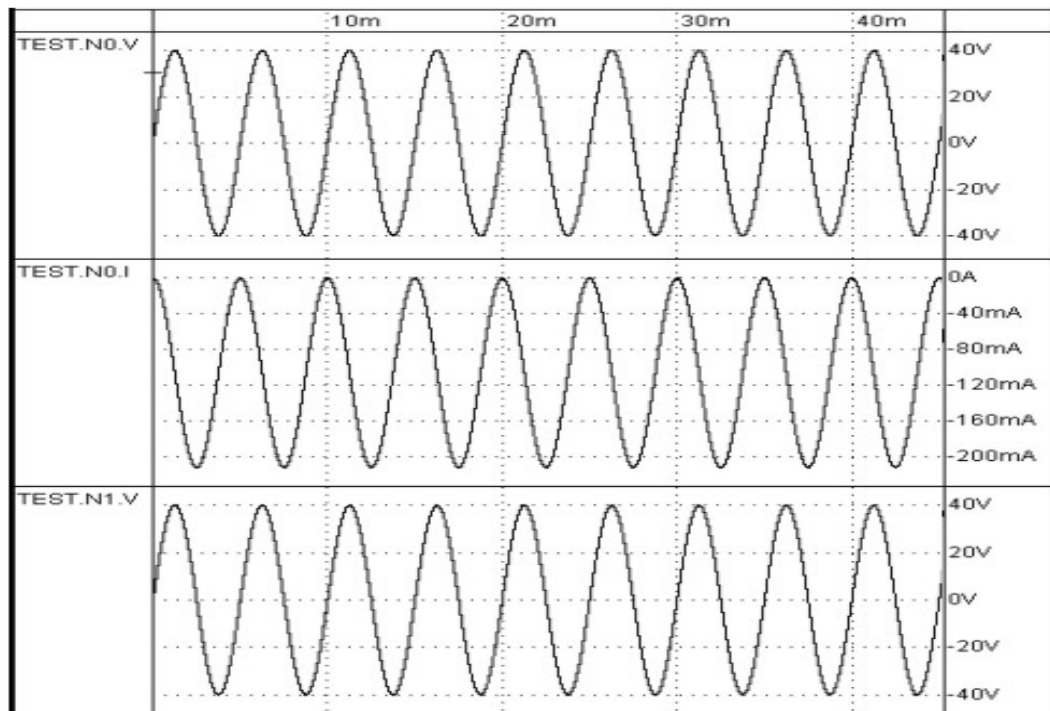 10m 20m 30m 40m
TEST.N0.V
40V
20V
0V
-20V
-40V
TEST.N0.I
0A
-40mA
-80mA
-120mA
-160mA
-200mA
TEST.N1.V
40V
20V
0V
-20V
-40V